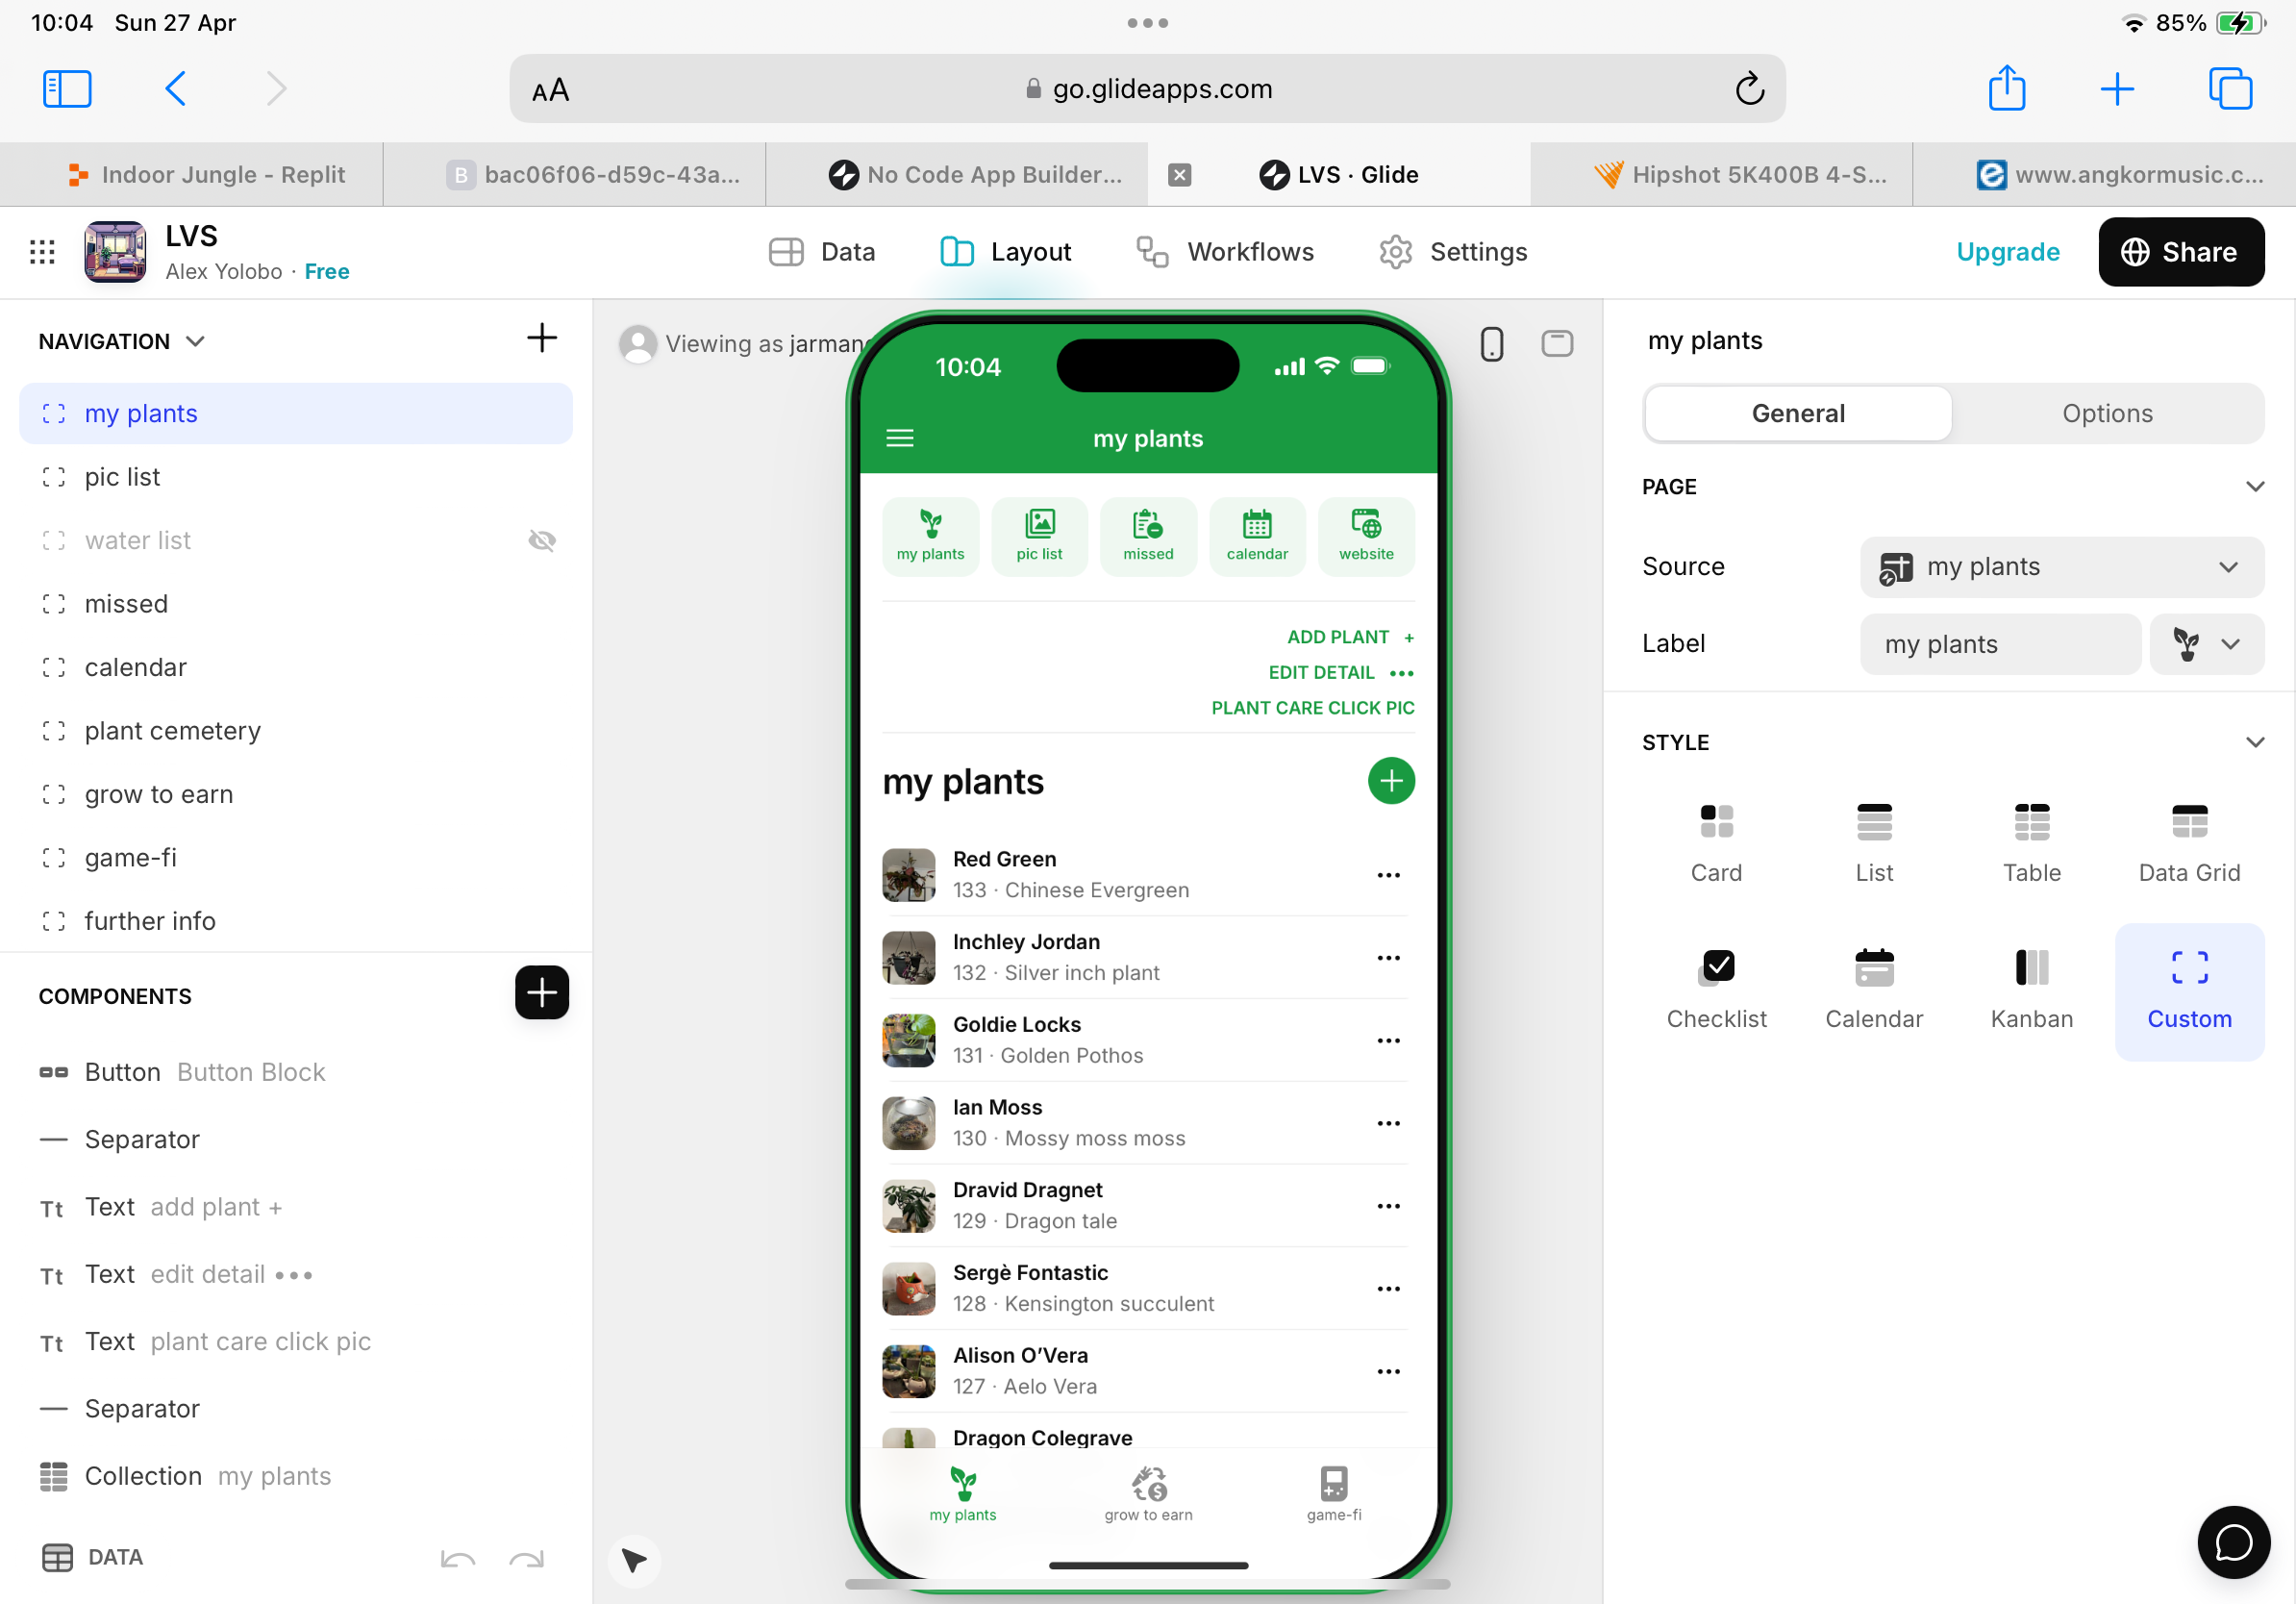 10:04 Sun 27 Apr
85%
AA
go.glideapps.com
Indoor Jungle - Replit
B bac06f06-d59c-43a...
No Code App Builder...
LVS · Glide
Hipshot 5K400B 4-S...
www.angkormusic.c...
LVS
Alex Yolobo · Free
Data
Layout
Workflows
Settings
Upgrade
Share
NAVIGATION
my plants
pic list
water list
missed
calendar
plant cemetery
grow to earn
game-fi
further info
COMPONENTS
Button Button Block
Separator
Tt Text add plant +
Tt Text edit detail •••
Tt Text plant care click pic
Separator
Collection my plants
DATA
Viewing as
10:04
my plants
my plants
pic list
missed
calendar
website
ADD PLANT +
EDIT DETAIL •••
PLANT CARE CLICK PIC
my plants
Red Green
133 · Chinese Evergreen
Inchley Jordan
132 · Silver inch plant
Goldie Locks
131 · Golden Pothos
Ian Moss
130 · Mossy moss moss
Dravid Dragnet
129 · Dragon tale
Sergè Fontastic
128 · Kensington succulent
Alison O’Vera
127 · Aelo Vera
Dragon Colegrave
my plants
grow to earn
game-fi
my plants
General
Options
PAGE
Source
my plants
Label
my plants
STYLE
Card
List
Table
Data Grid
Checklist
Calendar
Kanban
Custom